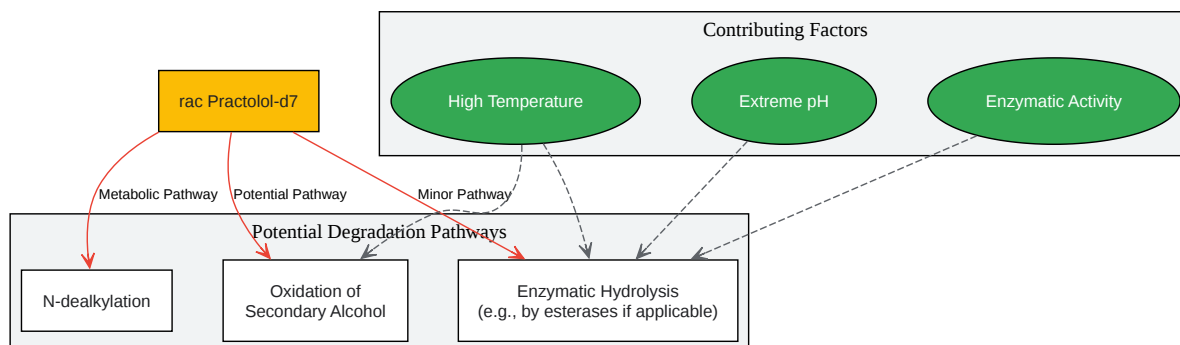 Contributing Factors
rac Practolol-d7
High Temperature
Extreme pH
Enzymatic Activity
Metabolic Pathway
Potential Pathway
Minor Pathway
Potential Degradation Pathways
N-dealkylation
Oxidation of
Secondary Alcohol
Enzymatic Hydrolysis
(e.g., by esterases if applicable)